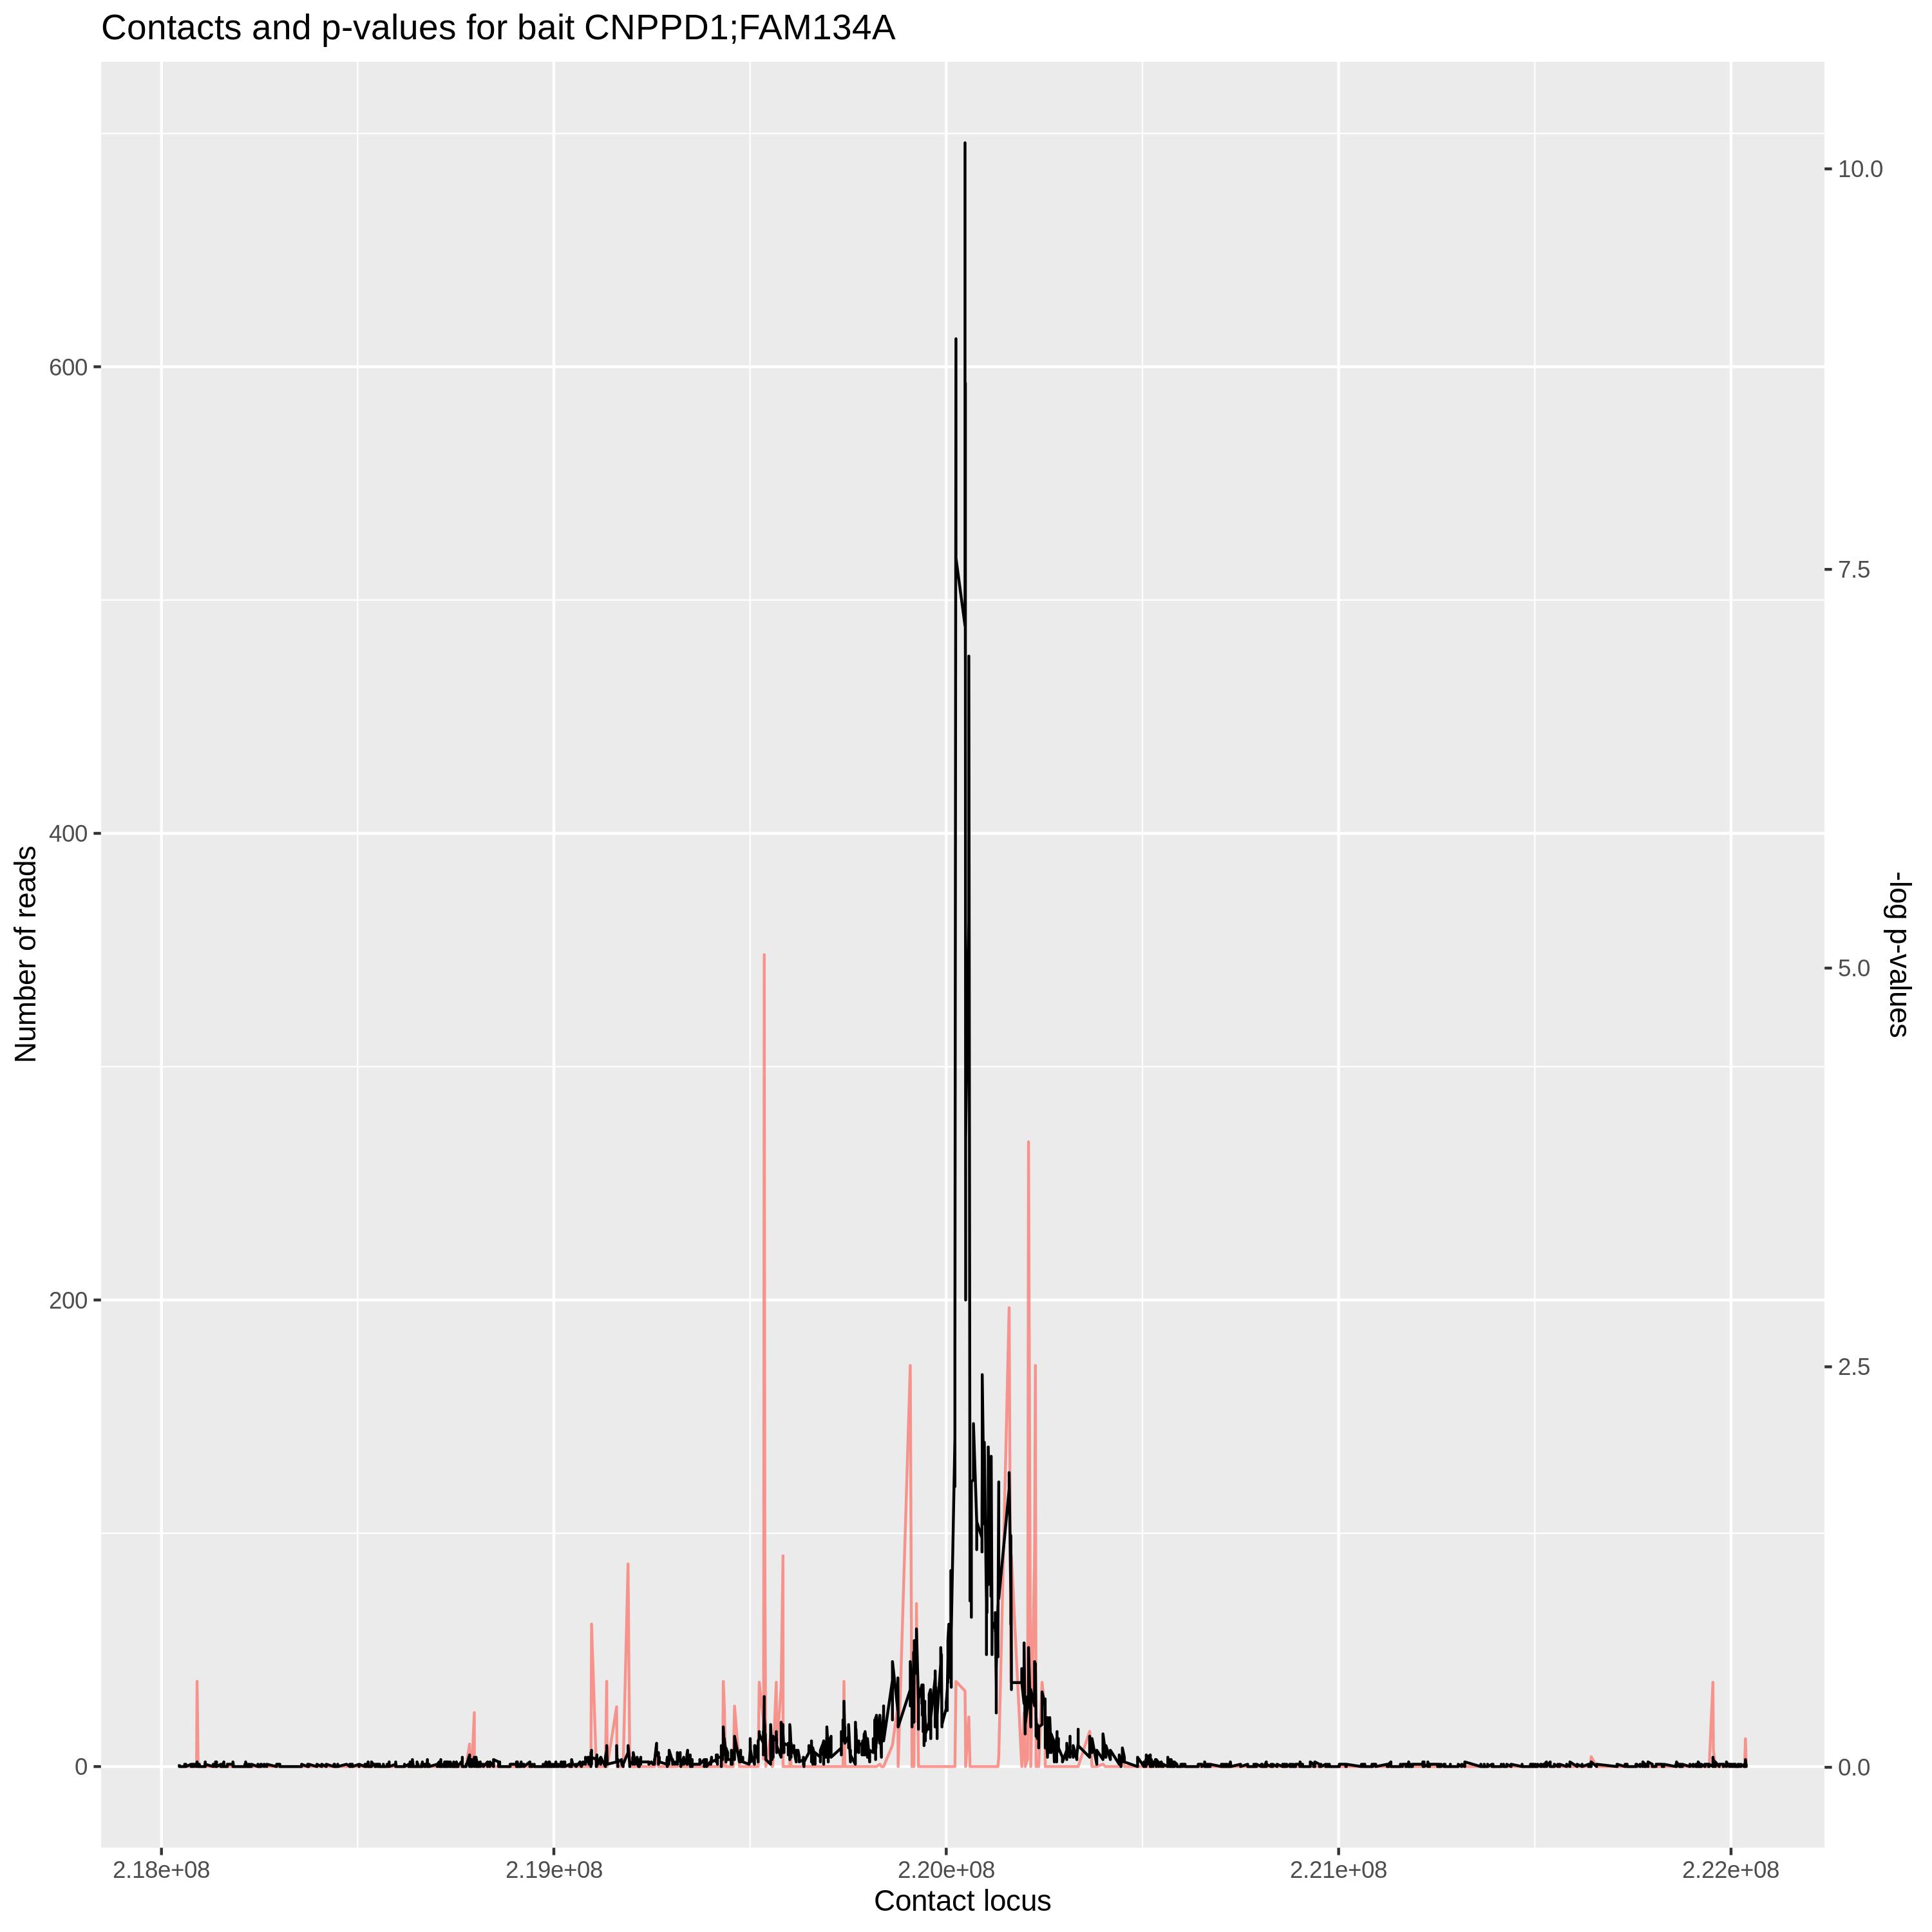 Contacts and p-values for bait CNPPD1;FAM134A
Number of reads
600
400
200
0
10.0
7.5
5.0
2.5
0.0
-log p-values
2.18e+08
2.19e+08
2.20e+08
2.21e+08
2.22e+08
Contact locus